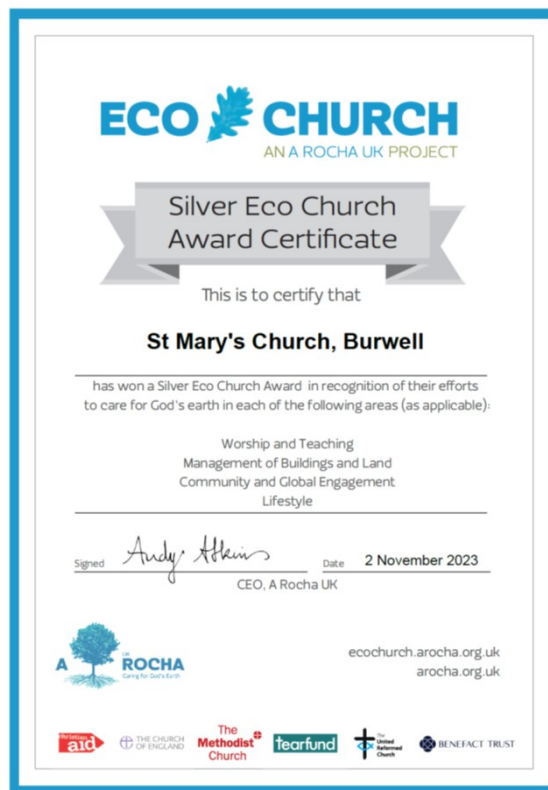 ECO CHURCH
AN A ROCHA UK PROJECT
Silver Eco Church
Award Certificate
This is to certify that
St Mary's Church, Burwell
has won a Silver Eco Church Award in recognition of their efforts
to care for God's earth in each of the following areas (as applicable):
Worship and Teaching
Management of Buildings and Land
Community and Global Engagement
Lifestyle
Signed Andy Atkins Date 2 November 2023
CEO, A Rocha UK
UK
A ROCHA
Caring for God's Earth
ecochurch.arocha.org.uk
arocha.org.uk
christian aid
THE CHURCH OF ENGLAND
The Methodist Church
tearfund
The United Reformed Church
BENEFACT TRUST